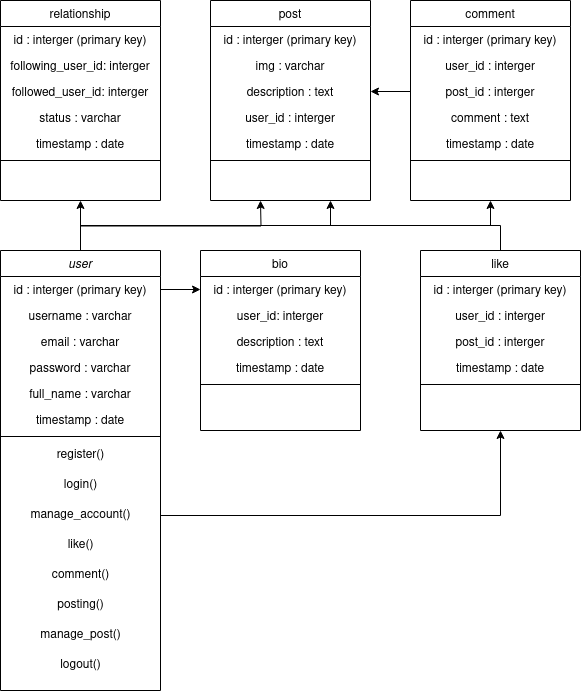 relationship
id : interger (primary key)
following_user_id: interger
followed_user_id: interger
status : varchar
timestamp : date
post
id : interger (primary key)
img : varchar
description : text
user_id : interger
timestamp : date
comment
id : interger (primary key)
user_id : interger
post_id : interger
comment : text
timestamp : date
user
id : interger (primary key)
username : varchar
email : varchar
password : varchar
full_name : varchar
timestamp : date
register()
login()
manage_account()
like()
comment()
posting()
manage_post()
logout()
bio
id : interger (primary key)
user_id: interger
description : text
timestamp : date
like
id : interger (primary key)
user_id : interger
post_id : interger
timestamp : date